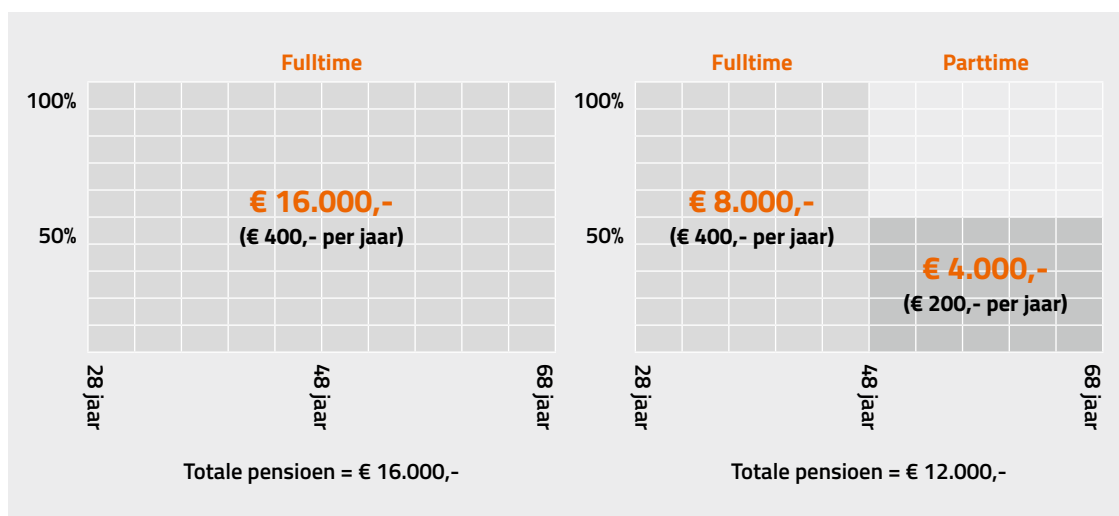 Fulltime
100%
50%
€ 16.000,-
(€ 400,- per jaar)
28 jaar
48 jaar
68 jaar
Totale pensioen = € 16.000,-
Fulltime
Parttime
100%
50%
€ 8.000,-
(€ 400,- per jaar)
€ 4.000,-
(€ 200,- per jaar)
28 jaar
48 jaar
68 jaar
Totale pensioen = € 12.000,-